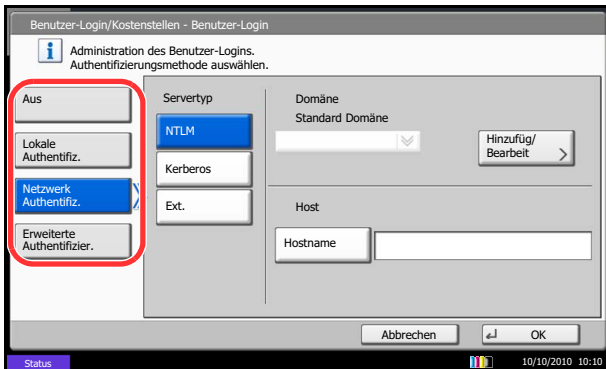 Benutzer-Login/Kostenstellen - Benutzer-Login
Administration des Benutzer-Logins.
Authentifizierungsmethode auswählen.
Aus
Lokale
Authentifiz.
Netzwerk
Authentifiz.
Erweiterte
Authentifizier.
Servertyp
NTLM
Kerberos
Ext.
Domäne
Standard Domäne
Hinzufüg/
Bearbeit
Host
Hostname
Abbrechen
OK
Status
10/10/2010 10:10